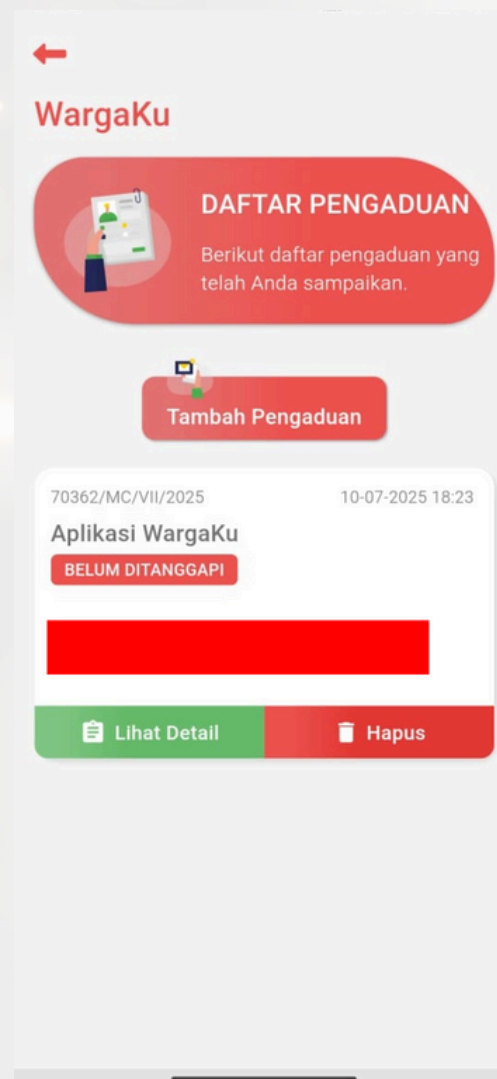 WargaKu
DAFTAR PENGADUAN
Berikut daftar pengaduan yang
telah Anda sampaikan.
Tambah Pengaduan
70362/MC/VII/2025
10-07-2025 18:23
Aplikasi WargaKu
BELUM DITANGGAPI
Lihat Detail
Hapus